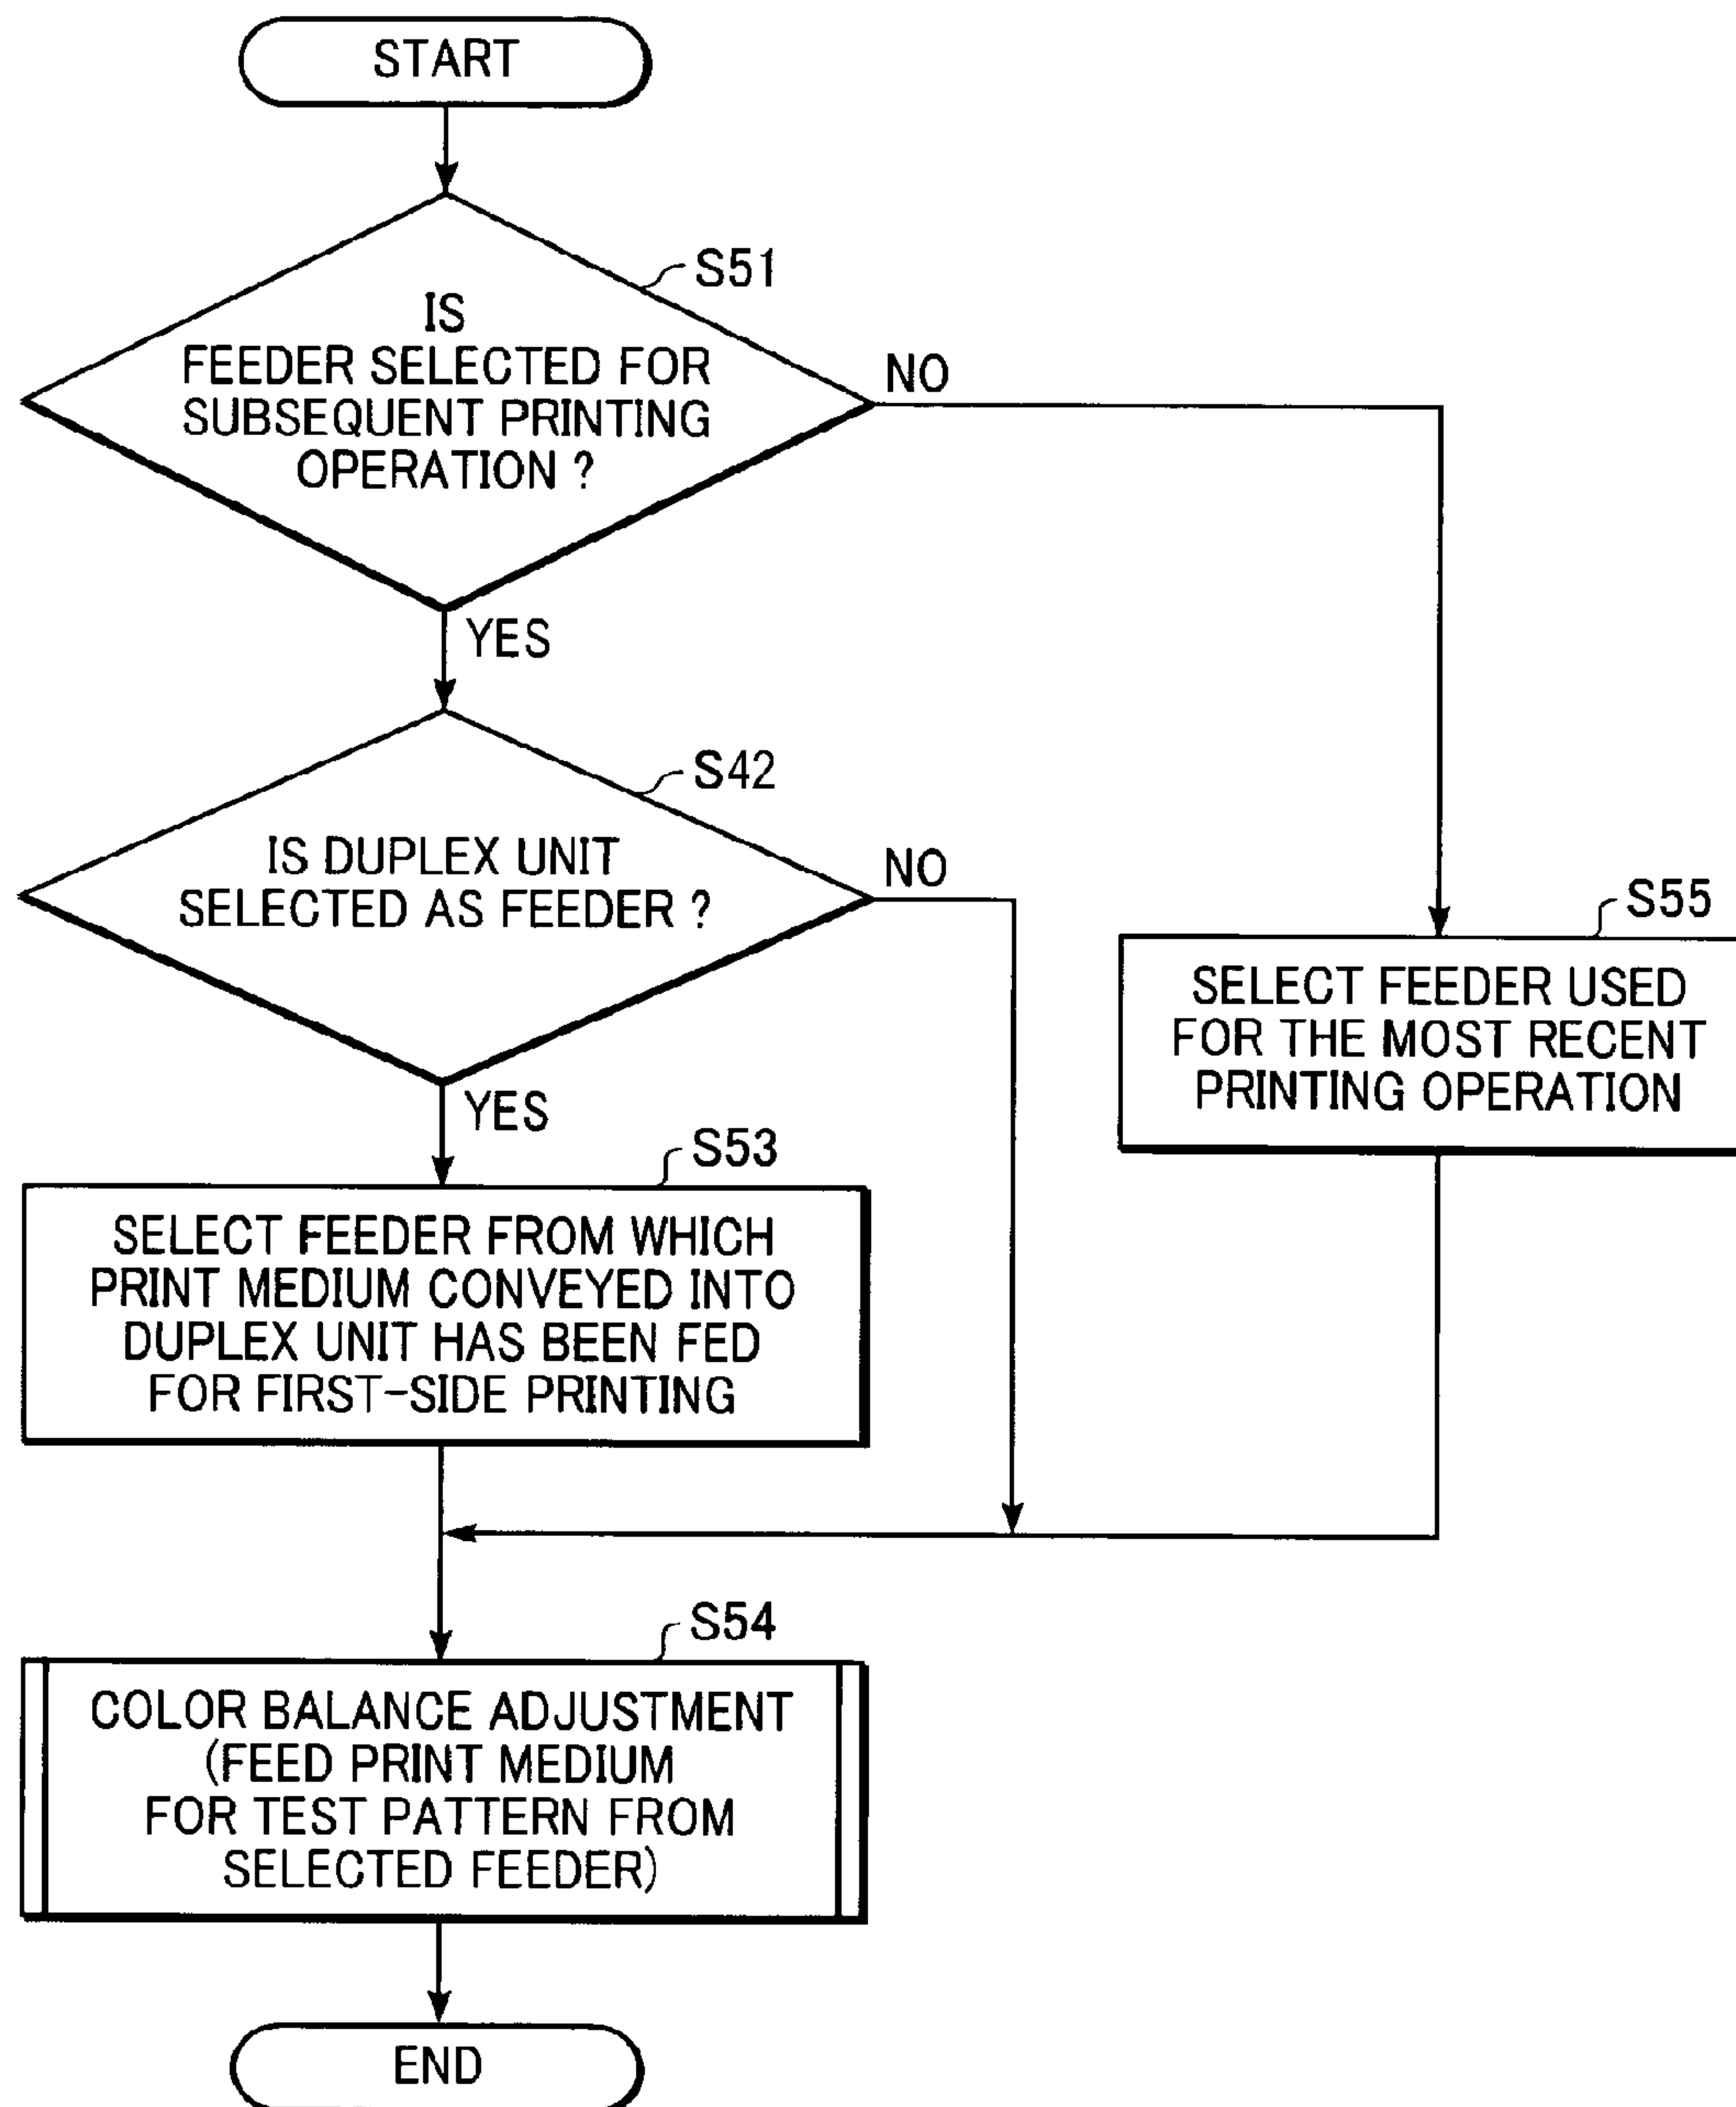 START
S51
IS
FEEDER SELECTED FOR
SUBSEQUENT PRINTING
OPERATION ?
NO
YES
S42
IS DUPLEX UNIT
SELECTED AS FEEDER ?
NO
YES
S55
SELECT FEEDER USED
FOR THE MOST RECENT
PRINTING OPERATION
S53
SELECT FEEDER FROM WHICH
PRINT MEDIUM CONVEYED INTO
DUPLEX UNIT HAS BEEN FED
FOR FIRST-SIDE PRINTING
S54
COLOR BALANCE ADJUSTMENT
(FEED PRINT MEDIUM
FOR TEST PATTERN FROM
SELECTED FEEDER)
END